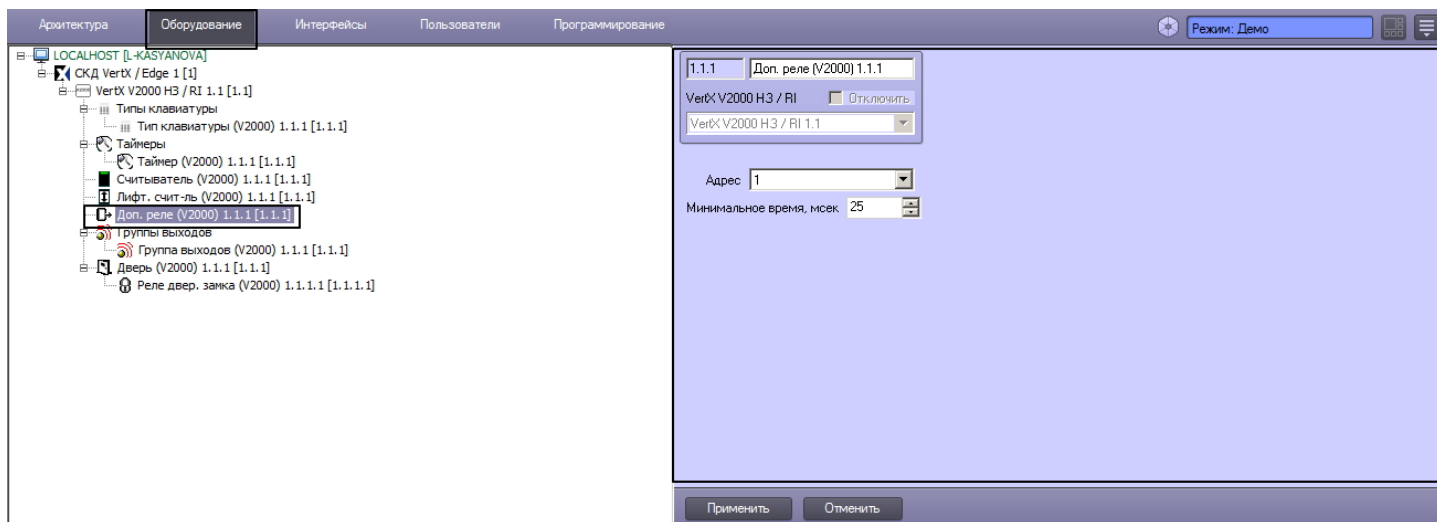 Архитектура Оборудование Интерфейсы Пользователи Программирование Режим: Демо
LOCALHOST [L-KASYANOVA]
СКД VertX / Edge 1 [1]
VertX V2000 H3 / RI 1.1 [1.1]
Типы клавиатуры
Тип клавиатуры (V2000) 1.1.1 [1.1.1]
Таймеры
Таймер (V2000) 1.1.1 [1.1.1]
Считыватель (V2000) 1.1.1 [1.1.1]
Лифт. счит-ль (V2000) 1.1.1 [1.1.1]
Доп. реле (V2000) 1.1.1 [1.1.1]
Группы выходов
Группа выходов (V2000) 1.1.1 [1.1.1]
Дверь (V2000) 1.1.1 [1.1.1]
Реле двер. замка (V2000) 1.1.1.1 [1.1.1.1]
1.1.1 Доп. реле (V2000) 1.1.1
VertX V2000 H3 / RI Отключить
VertX V2000 H3 / RI 1.1
Адрес 1
Минимальное время, мсек 25
Применить Отменить